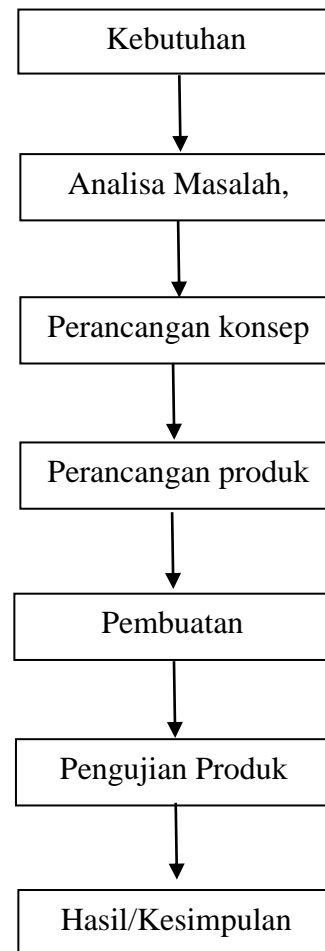 Kebutuhan
Analisa Masalah,
Perancangan konsep
Perancangan produk
Pembuatan
Pengujian Produk
Hasil/Kesimpulan